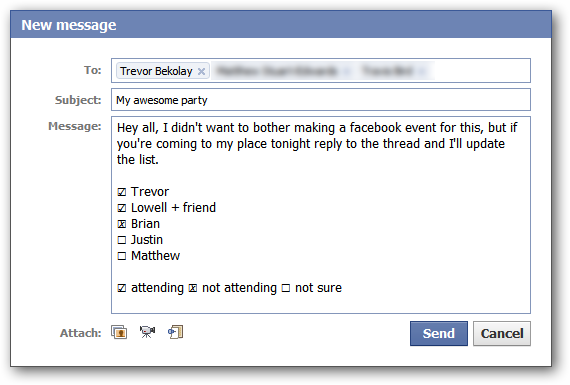 New message
To: Trevor Bekolay ×
Subject: My awesome party
Message: Hey all, I didn't want to bother making a facebook event for this, but if
you're coming to my place tonight reply to the thread and I'll update
the list.
☑ Trevor
☑ Lowell + friend
☒ Brian
☐ Justin
☐ Matthew
☑ attending ☒ not attending ☐ not sure
Attach: Send Cancel